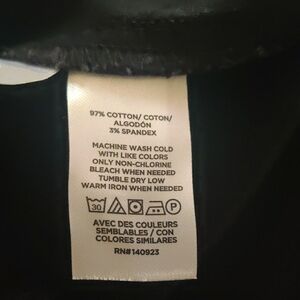 97% COTTON/ COTON/
ALGODÓN
3% SPANDEX
MACHINE WASH COLD
WITH LIKE COLORS
ONLY NON-CHLORINE
BLEACH WHEN NEEDED
TUMBLE DRY LOW
WARM IRON WHEN NEEDED
30 P
AVEC DES COULEURS
SEMBLABLES / CON
COLORES SIMILARES
RN#140923